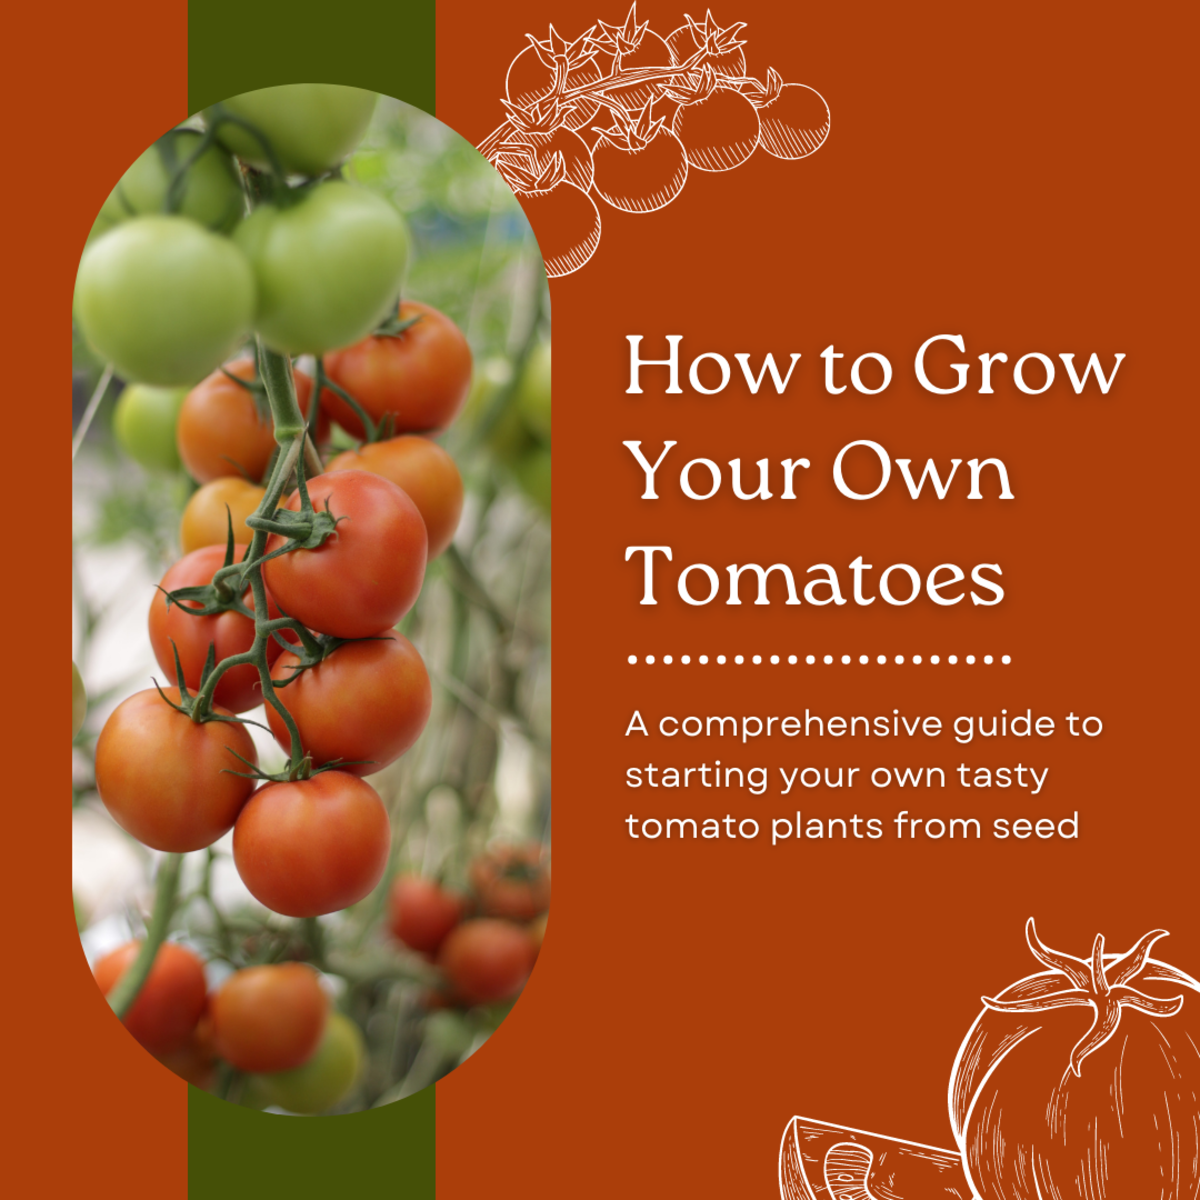 How to Grow
Your Own
Tomatoes
A comprehensive guide to
starting your own tasty
tomato plants from seed